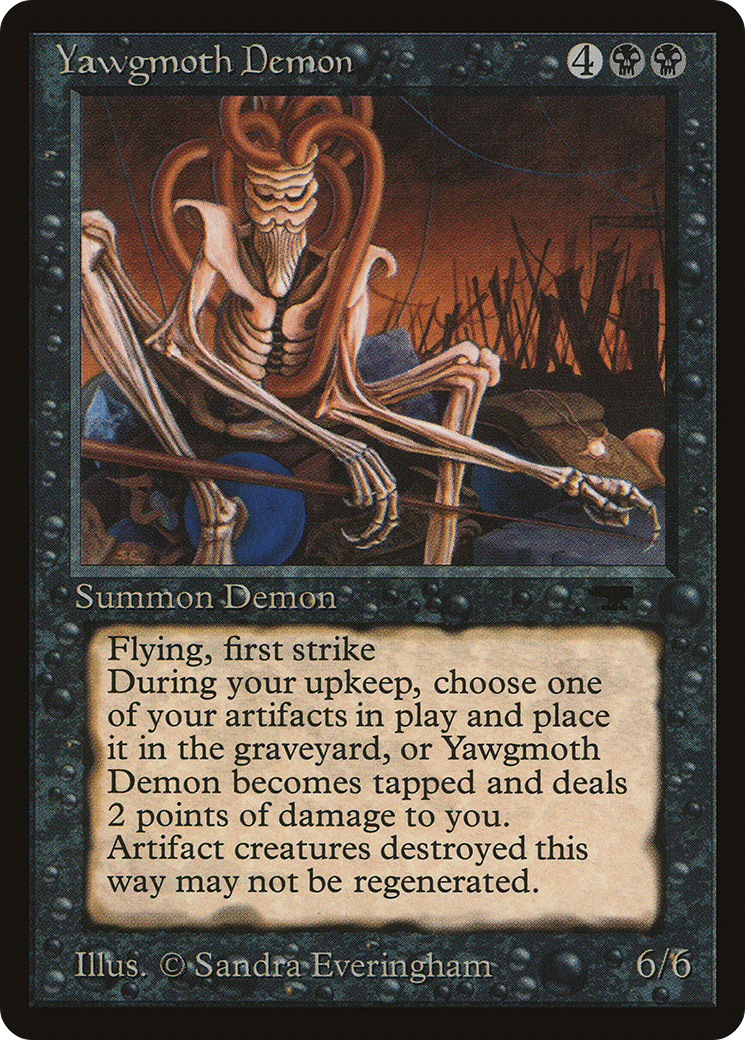 Yawgmoth Demon 4
Summon Demon
Flying, first strike
During your upkeep, choose one
of your artifacts in play and place
it in the graveyard, or Yawgmoth
Demon becomes tapped and deals
2 points of damage to you.
Artifact creatures destroyed this
way may not be regenerated.
Illus. © Sandra Everingham 6/6